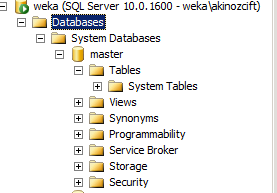 weka (SQL Server 10.0.1600 - weka\akinozcift)
Databases
System Databases
master
Tables
System Tables
Views
Synonyms
Programmability
Service Broker
Storage
Security